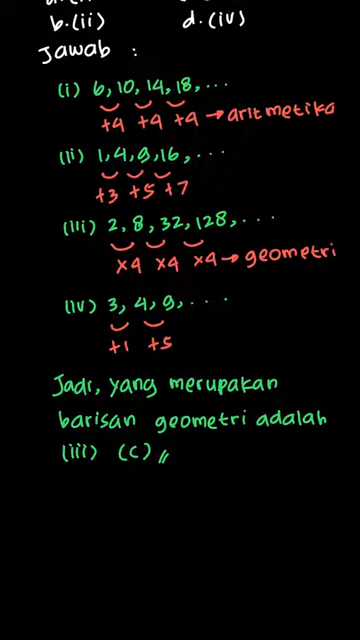 b.(ii) d.(iv)
Jawab :
(i) 6, 10, 14, 18, ...
+4 +4 +4 → aritmetika
(ii) 1, 4, 9, 16, ...
+3 +5 +7
(iii) 2, 8, 32, 128, ...
×4 ×4 ×4 → geometri
(iv) 3, 4, 9, ...
+1 +5
Jadi, yang merupakan
barisan geometri adalah
(iii) (c) //